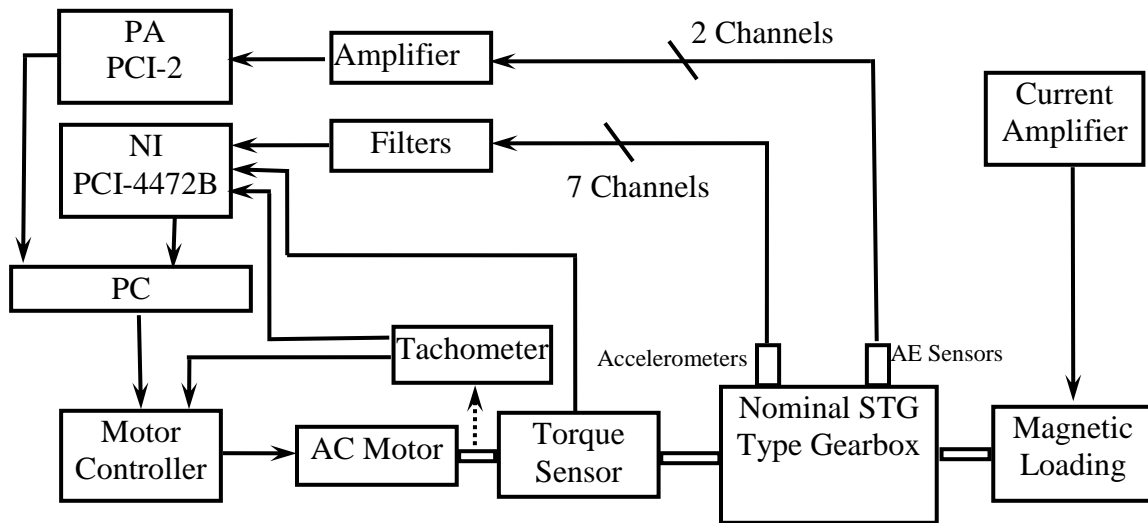 PA
PCI-2
Amplifier
2 Channels
Current
Amplifier
NI
PCI-4472B
Filters
7 Channels
PC
Tachometer
Accelerometers
AE Sensors
Motor
Controller
AC Motor
Torque
Sensor
Nominal STG
Type Gearbox
Magnetic
Loading